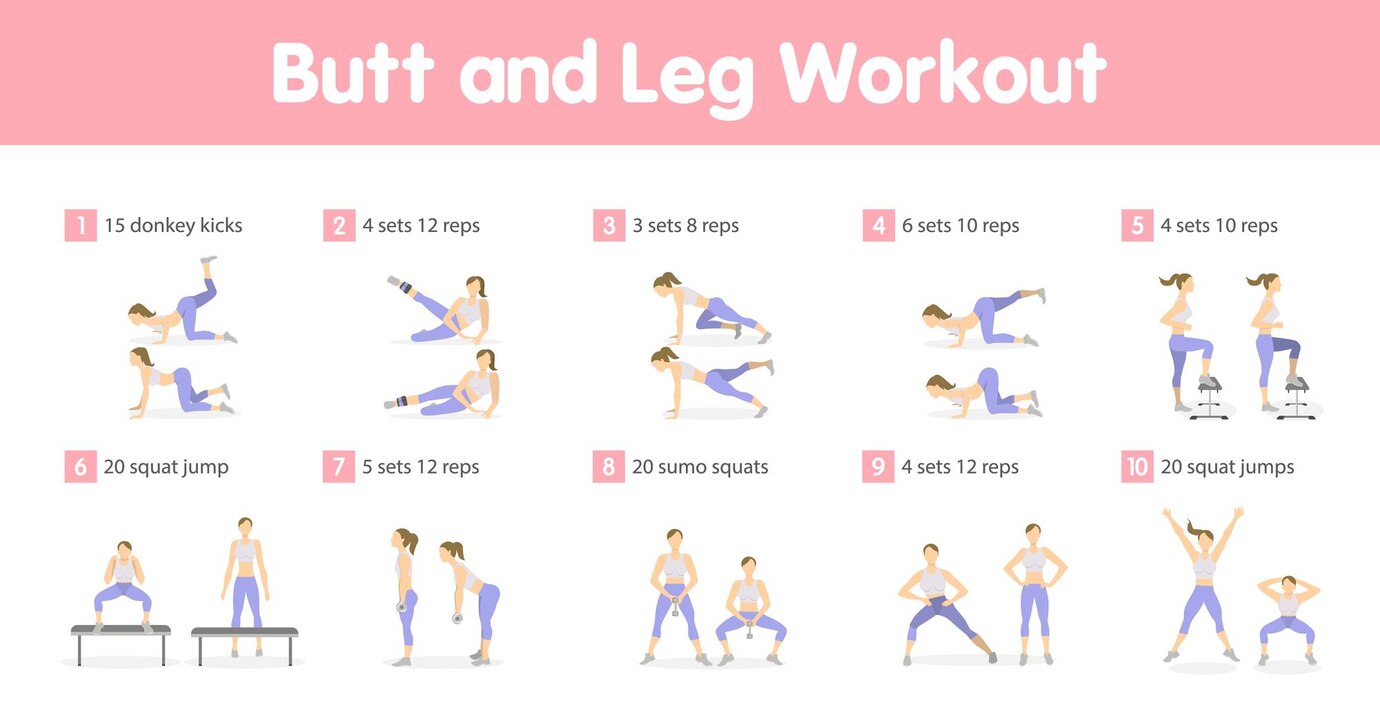 Butt and Leg Workout
1 15 donkey kicks
2 4 sets 12 reps
3 3 sets 8 reps
4 6 sets 10 reps
5 4 sets 10 reps
6 20 squat jump
7 5 sets 12 reps
8 20 sumo squats
9 4 sets 12 reps
10 20 squat jumps